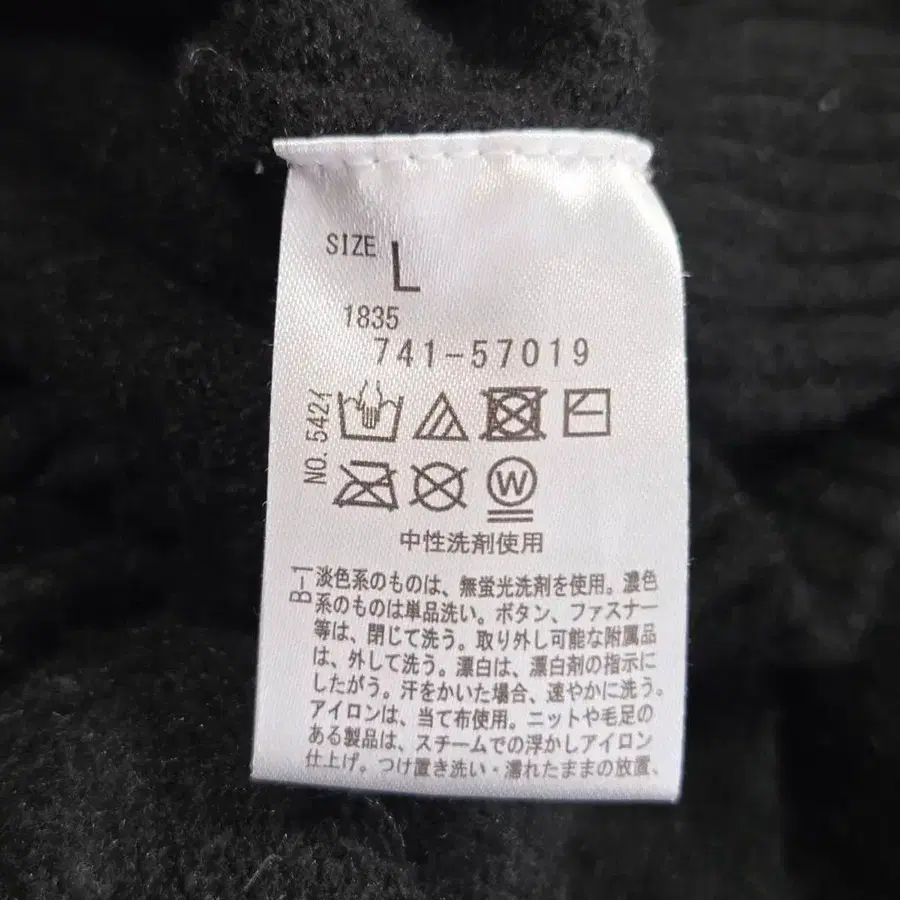 SIZE L
1835
741-57019
NO.542イ
W
中性洗剤使用
B-1
淡色系のものは、無蛍光洗剤を使用。濃色
系のものは単品洗い。ボタン、ファスナー
等は、閉じて洗う。取り外し可能な附属品
は、外して洗う。漂白は、漂白剤の指示に
したがう。汗をかいた場合、速やかに洗う。
アイロンは、当て布使用。ニットや毛足の
ある製品は、スチームでの浮かしアイロン
仕上げ。つけ置き洗い・濡れたままの放置、